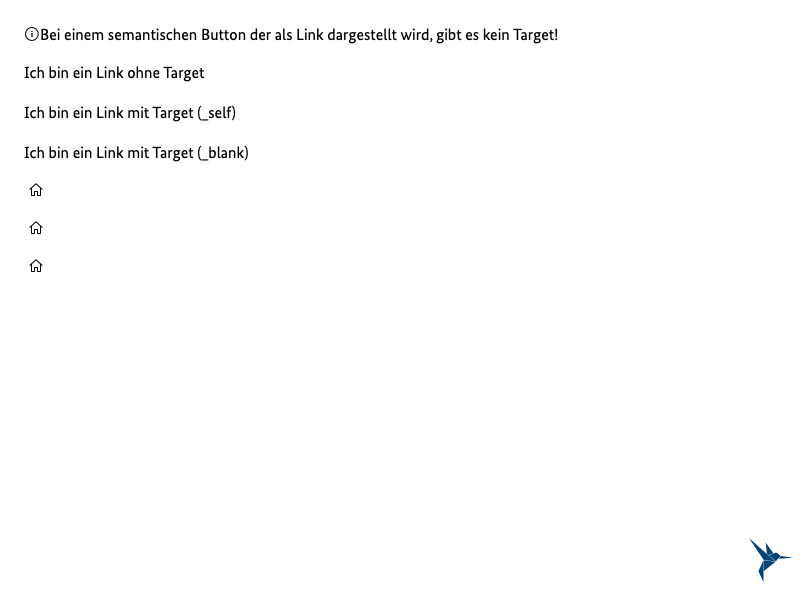 Bei einem semantischen Button der als Link dargestellt wird, gibt es kein Target!
Ich bin ein Link ohne Target
Ich bin ein Link mit Target (_self)
Ich bin ein Link mit Target (_blank)